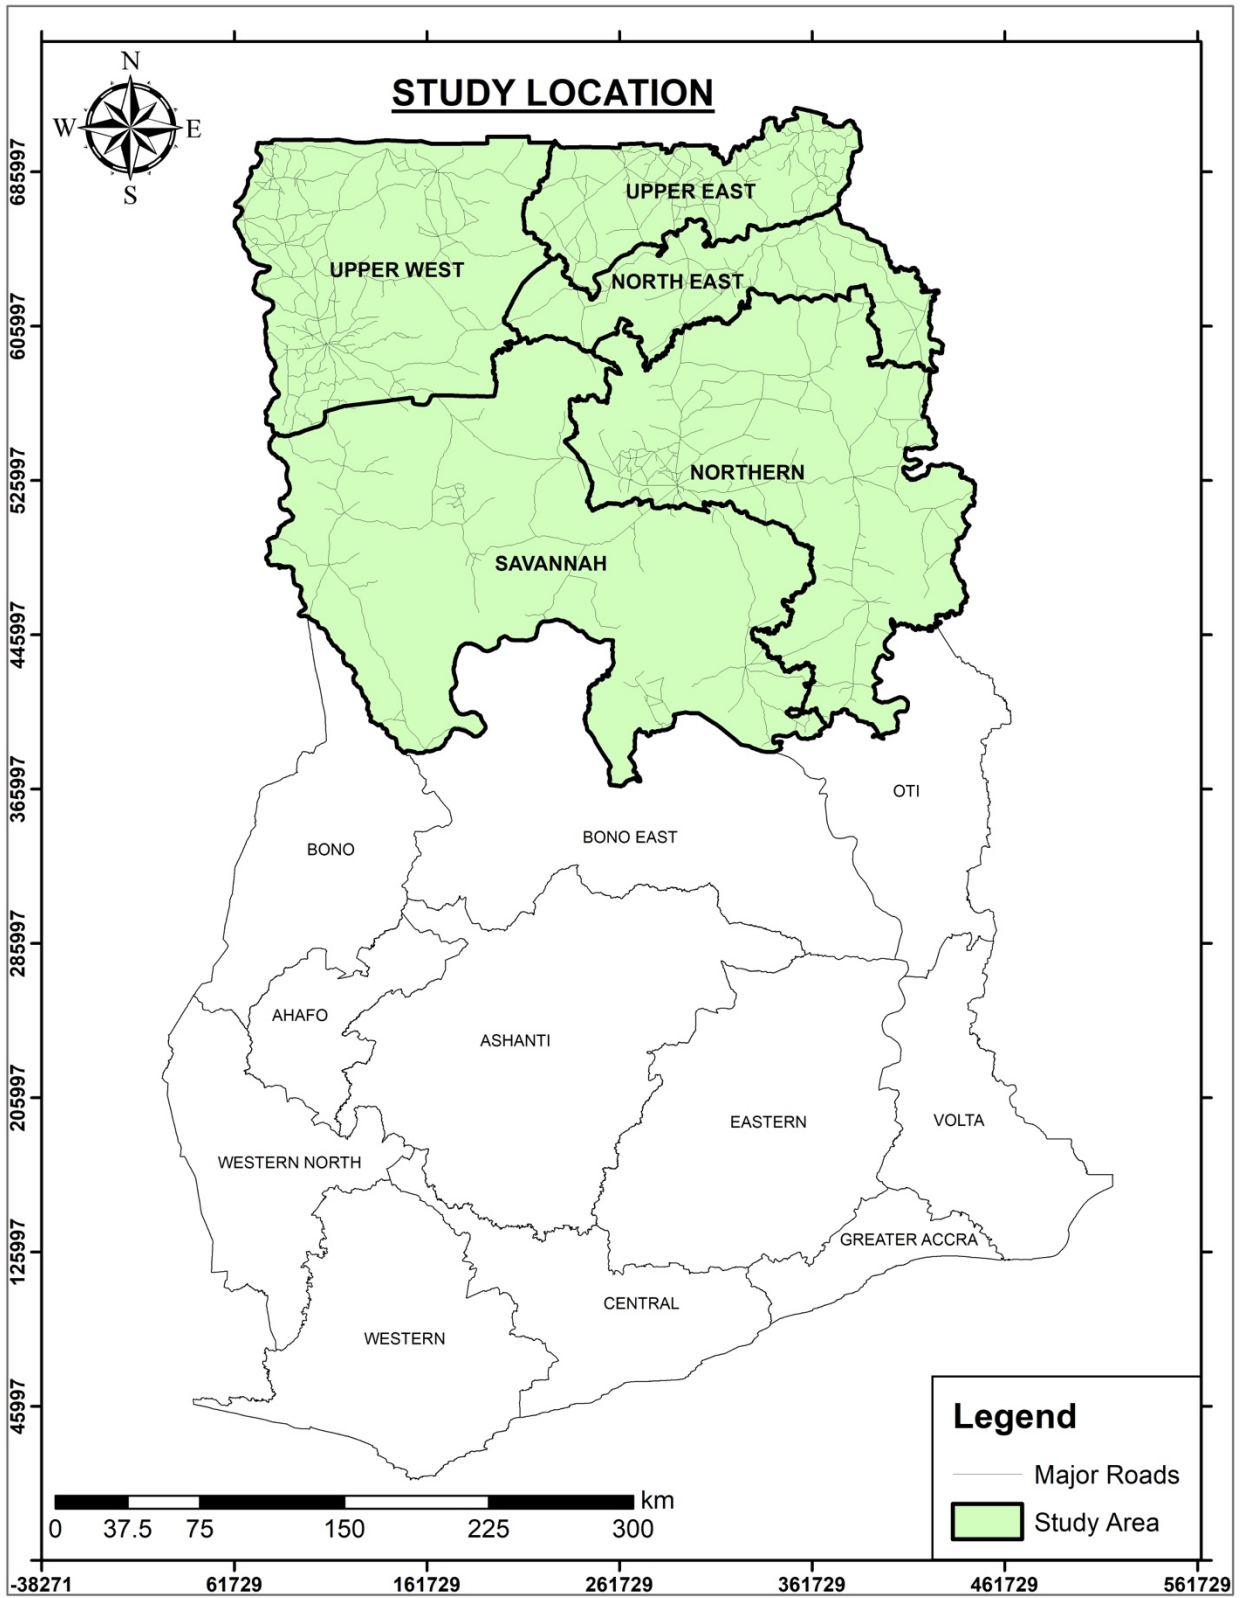 STUDY LOCATION
N
W
E
S
UPPER EAST
UPPER WEST
NORTH EAST
NORTHERN
SAVANNAH
OTI
BONO EAST
BONO
AHAFO
ASHANTI
EASTERN
VOLTA
WESTERN NORTH
GREATER ACCRA
CENTRAL
WESTERN
685997
605997
525997
445997
365997
285997
205997
125997
45997
Legend
Major Roads
Study Area
km
0 37.5 75 150 225 300
-38271 61729 161729 261729 361729 461729 561729